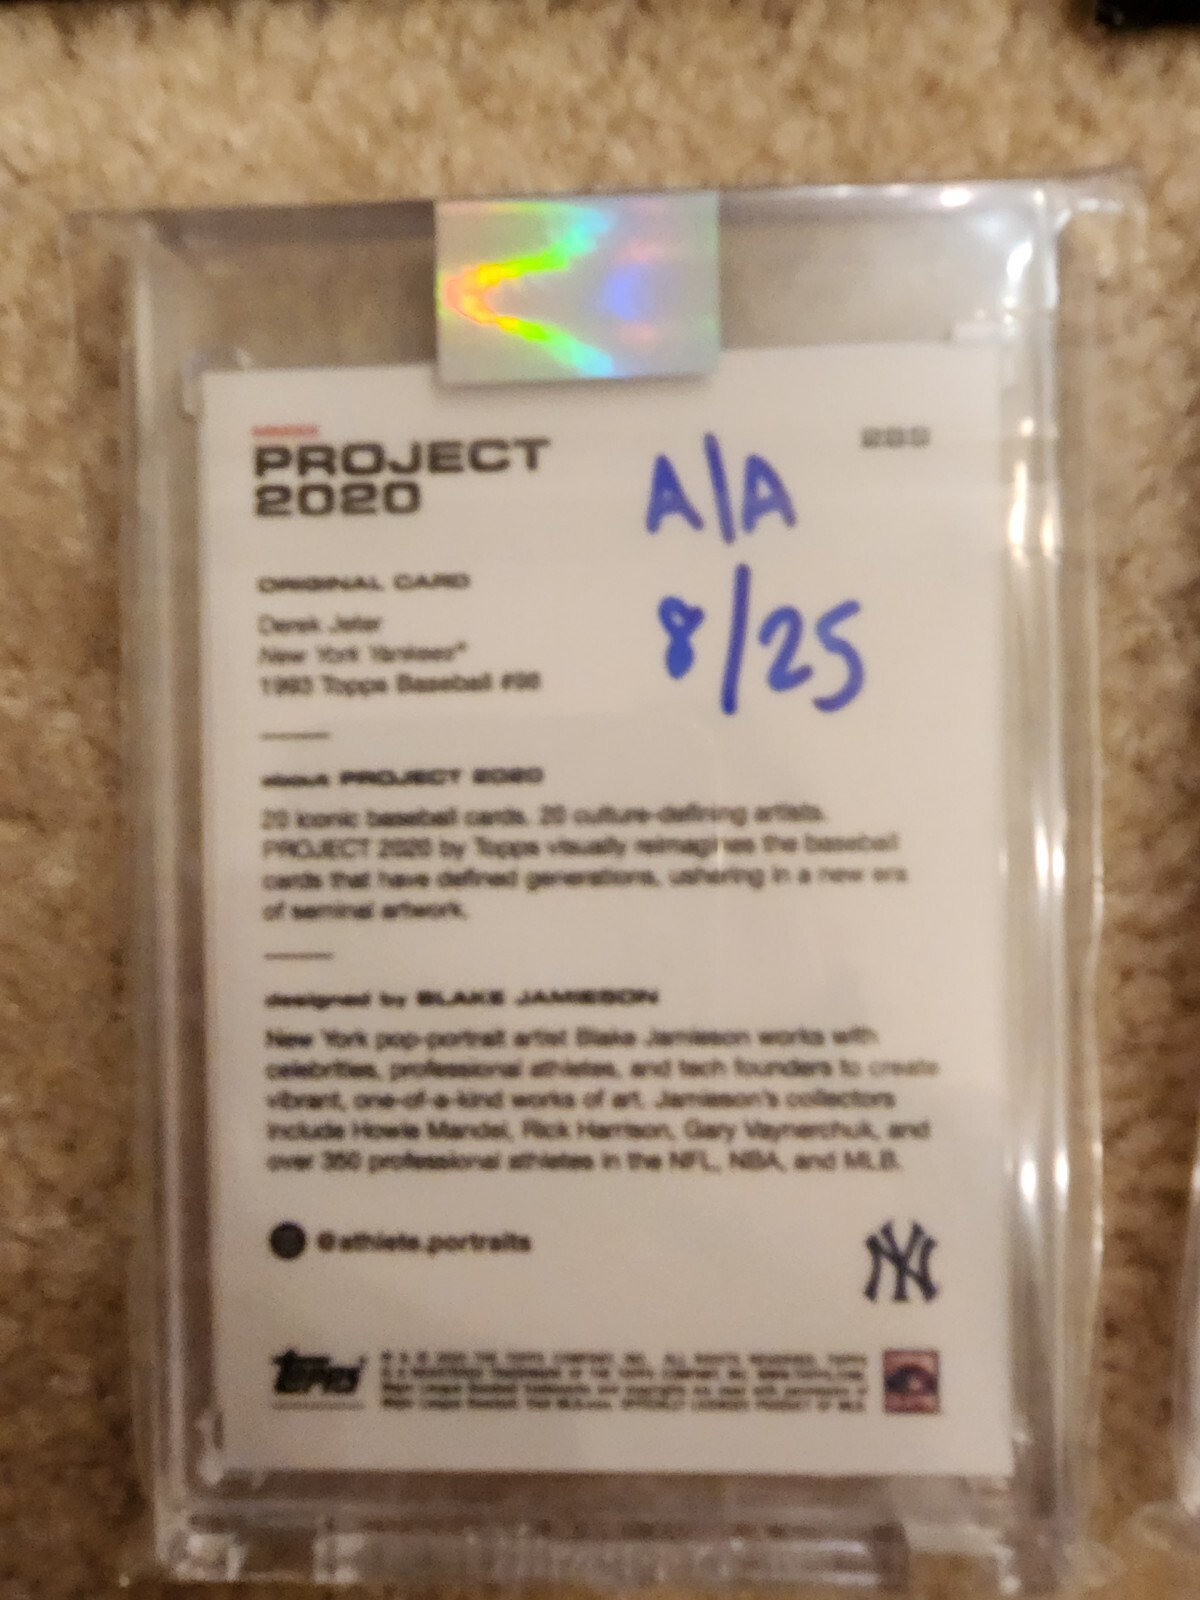 PROJECT
2020
A/A
8/25
ORIGINAL CARD
Derek Jeter
New York Yankees®
1993 Topps Baseball #98
about PROJECT 2020
20 iconic baseball cards. 20 culture-defining artists.
PROJECT 2020 by Topps visually reimagines the baseball
cards that have defined generations, ushering in a new era
of seminal artwork.
designed by BLAKE JAMIESON
New York pop-portrait artist Blake Jamieson works with
celebrities, professional athletes, and tech founders to create
vibrant, one-of-a-kind works of art. Jamieson's collectors
include Howie Mandel, Rick Harrison, Gary Vaynerchuk, and
over 350 professional athletes in the NFL, NBA, and MLB.
@athlete.portraits
NY
Topps